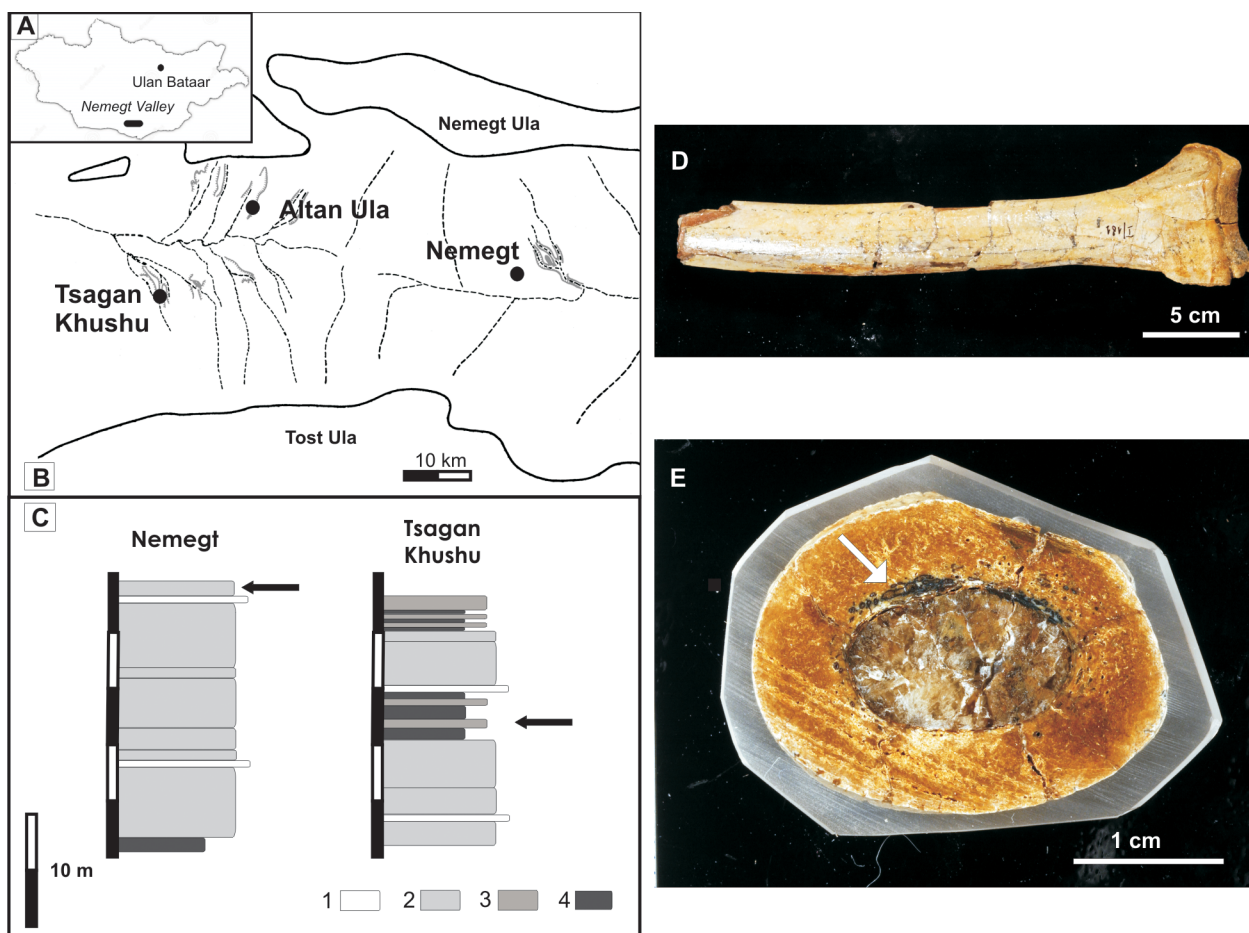 A
Ulan Bataar
Nemegt Valley
Nemegt Ula
Altan Ula
Nemegt
Tsagan
Khushu
Tost Ula
B
10 km
C
Nemegt
Tsagan
Khushu
10 m
1
2
3
4
D
5 cm
E
1 cm